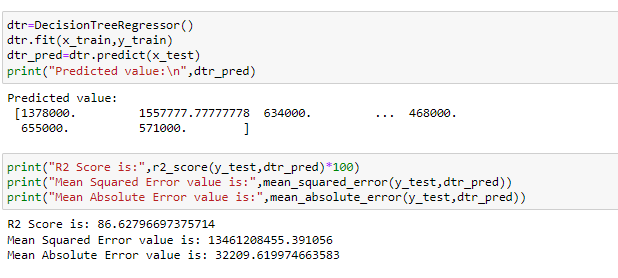 dtr=DecisionTreeRegressor()
dtr.fit(x_train,y_train)
dtr_pred=dtr.predict(x_test)
print("Predicted value:\n",dtr_pred)
Predicted value:
[1378000. 1557777.77777778 634000. ... 468000.
655000. 571000. ]
print("R2 Score is:",r2_score(y_test,dtr_pred)*100)
print("Mean Squared Error value is:",mean_squared_error(y_test,dtr_pred))
print("Mean Absolute Error value is:",mean_absolute_error(y_test,dtr_pred))
R2 Score is: 86.62796697375714
Mean Squared Error value is: 13461208455.391056
Mean Absolute Error value is: 32209.619974663583